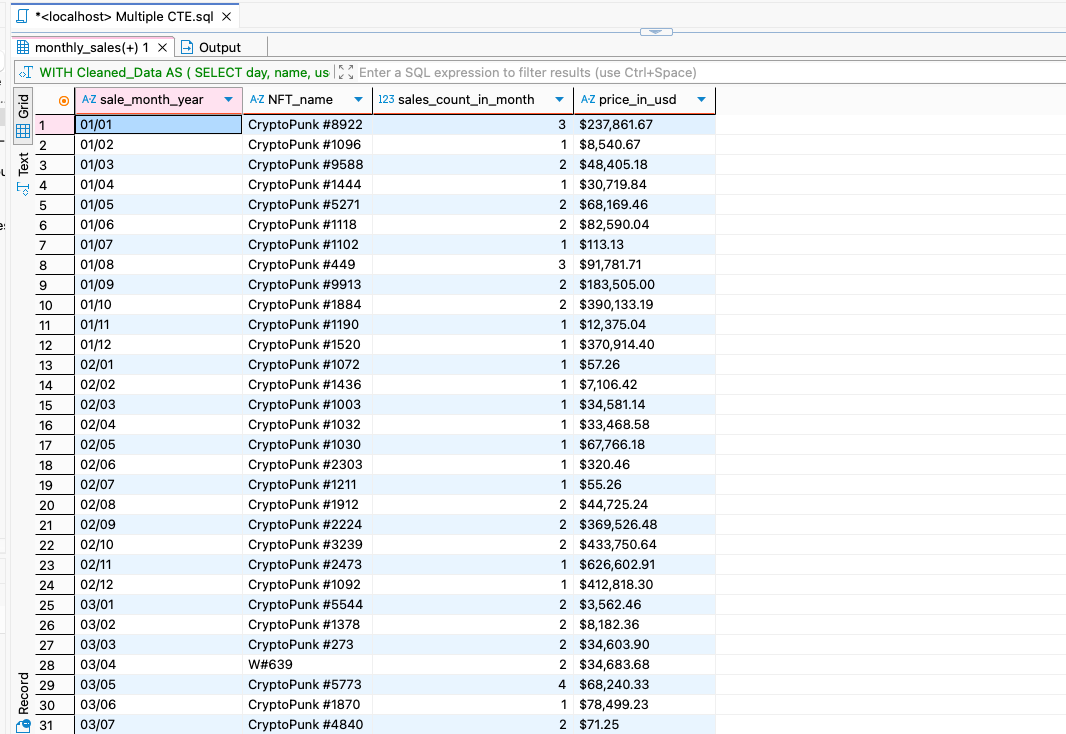 *<localhost> Multiple CTE.sql
monthly_sales(+) 1 Output
WITH Cleaned_Data AS ( SELECT day, name, us Enter a SQL expression to filter results (use Ctrl+Space)
Grid
Text
Record
A-Z sale_month_year A-Z NFT_name 123 sales_count_in_month A-Z price_in_usd
1 01/01 CryptoPunk #8922 3 $237,861.67
2 01/02 CryptoPunk #1096 1 $8,540.67
3 01/03 CryptoPunk #9588 2 $48,405.18
4 01/04 CryptoPunk #1444 1 $30,719.84
5 01/05 CryptoPunk #5271 2 $68,169.46
6 01/06 CryptoPunk #1118 2 $82,590.04
7 01/07 CryptoPunk #1102 1 $113.13
8 01/08 CryptoPunk #449 3 $91,781.71
9 01/09 CryptoPunk #9913 2 $183,505.00
10 01/10 CryptoPunk #1884 2 $390,133.19
11 01/11 CryptoPunk #1190 1 $12,375.04
12 01/12 CryptoPunk #1520 1 $370,914.40
13 02/01 CryptoPunk #1072 1 $57.26
14 02/02 CryptoPunk #1436 1 $7,106.42
15 02/03 CryptoPunk #1003 1 $34,581.14
16 02/04 CryptoPunk #1032 1 $33,468.58
17 02/05 CryptoPunk #1030 1 $67,766.18
18 02/06 CryptoPunk #2303 1 $320.46
19 02/07 CryptoPunk #1211 1 $55.26
20 02/08 CryptoPunk #1912 2 $44,725.24
21 02/09 CryptoPunk #2224 2 $369,526.48
22 02/10 CryptoPunk #3239 2 $433,750.64
23 02/11 CryptoPunk #2473 1 $626,602.91
24 02/12 CryptoPunk #1092 1 $412,818.30
25 03/01 CryptoPunk #5544 2 $3,562.46
26 03/02 CryptoPunk #1378 2 $8,182.36
27 03/03 CryptoPunk #273 2 $34,603.90
28 03/04 W#639 2 $34,683.68
29 03/05 CryptoPunk #5773 4 $68,240.33
30 03/06 CryptoPunk #1870 1 $78,499.23
31 03/07 CryptoPunk #4840 2 $71.25